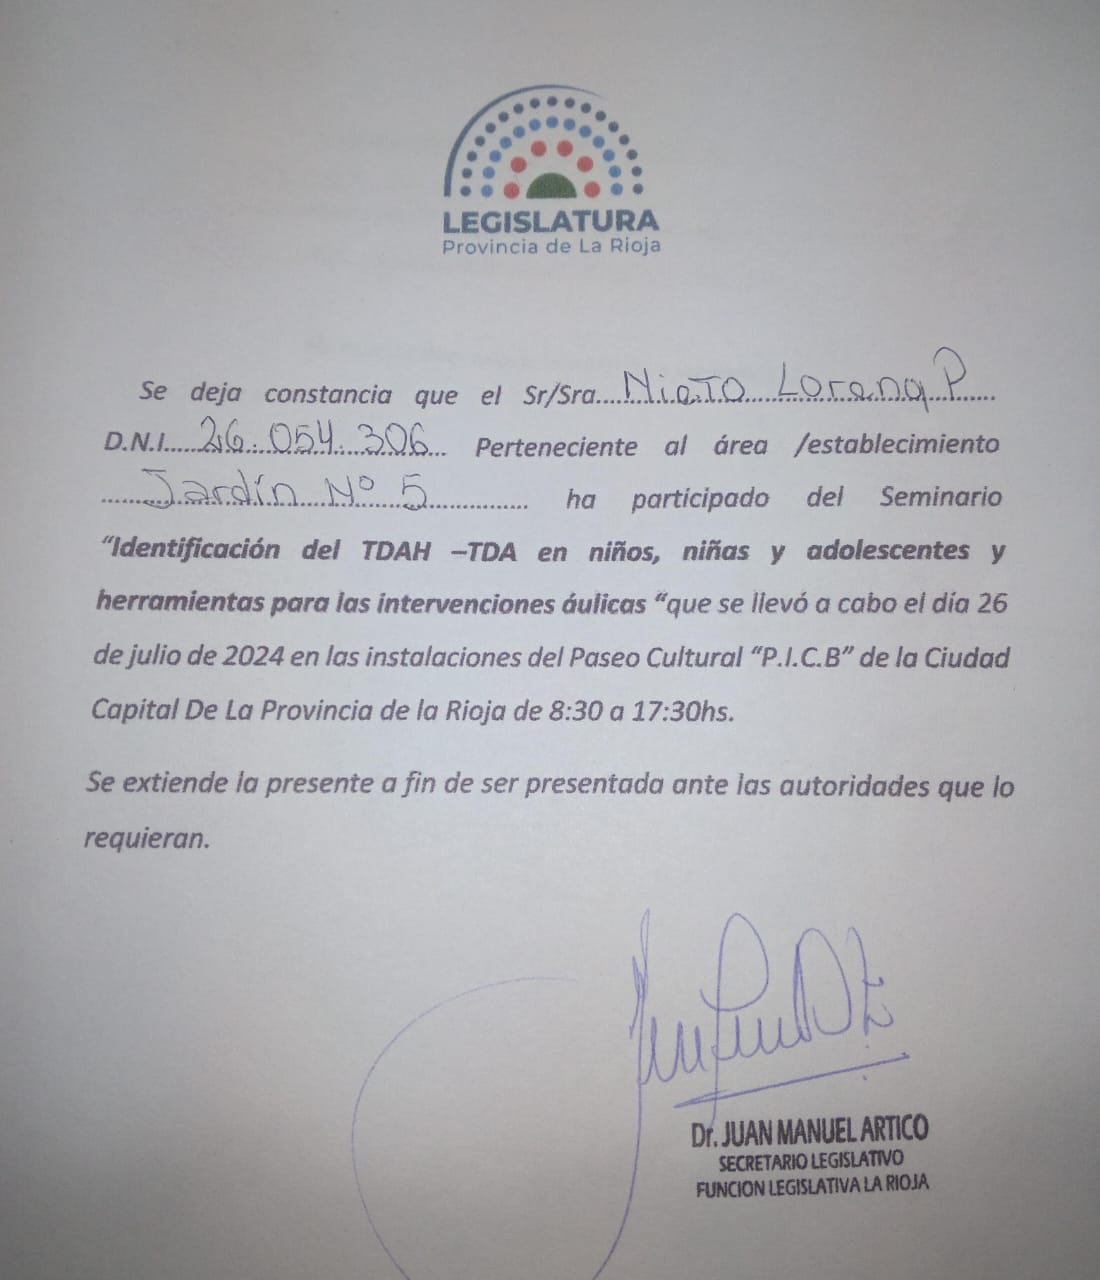 LEGISLATURA
Provincia de La Rioja
Se deja constancia que el Sr/Sra....Nieto Lorena P......
D.N.I.....26.054.306... Perteneciente al área /establecimiento
.......Jardín Nº 5............... ha participado del Seminario
“Identificación del TDAH –TDA en niños, niñas y adolescentes y
herramientas para las intervenciones áulicas “que se llevó a cabo el día 26
de julio de 2024 en las instalaciones del Paseo Cultural “P.I.C.B” de la Ciudad
Capital De La Provincia de la Rioja de 8:30 a 17:30hs.
Se extiende la presente a fin de ser presentada ante las autoridades que lo
requieran.
Dr. JUAN MANUEL ARTICO
SECRETARIO LEGISLATIVO
FUNCION LEGISLATIVA LA RIOJA